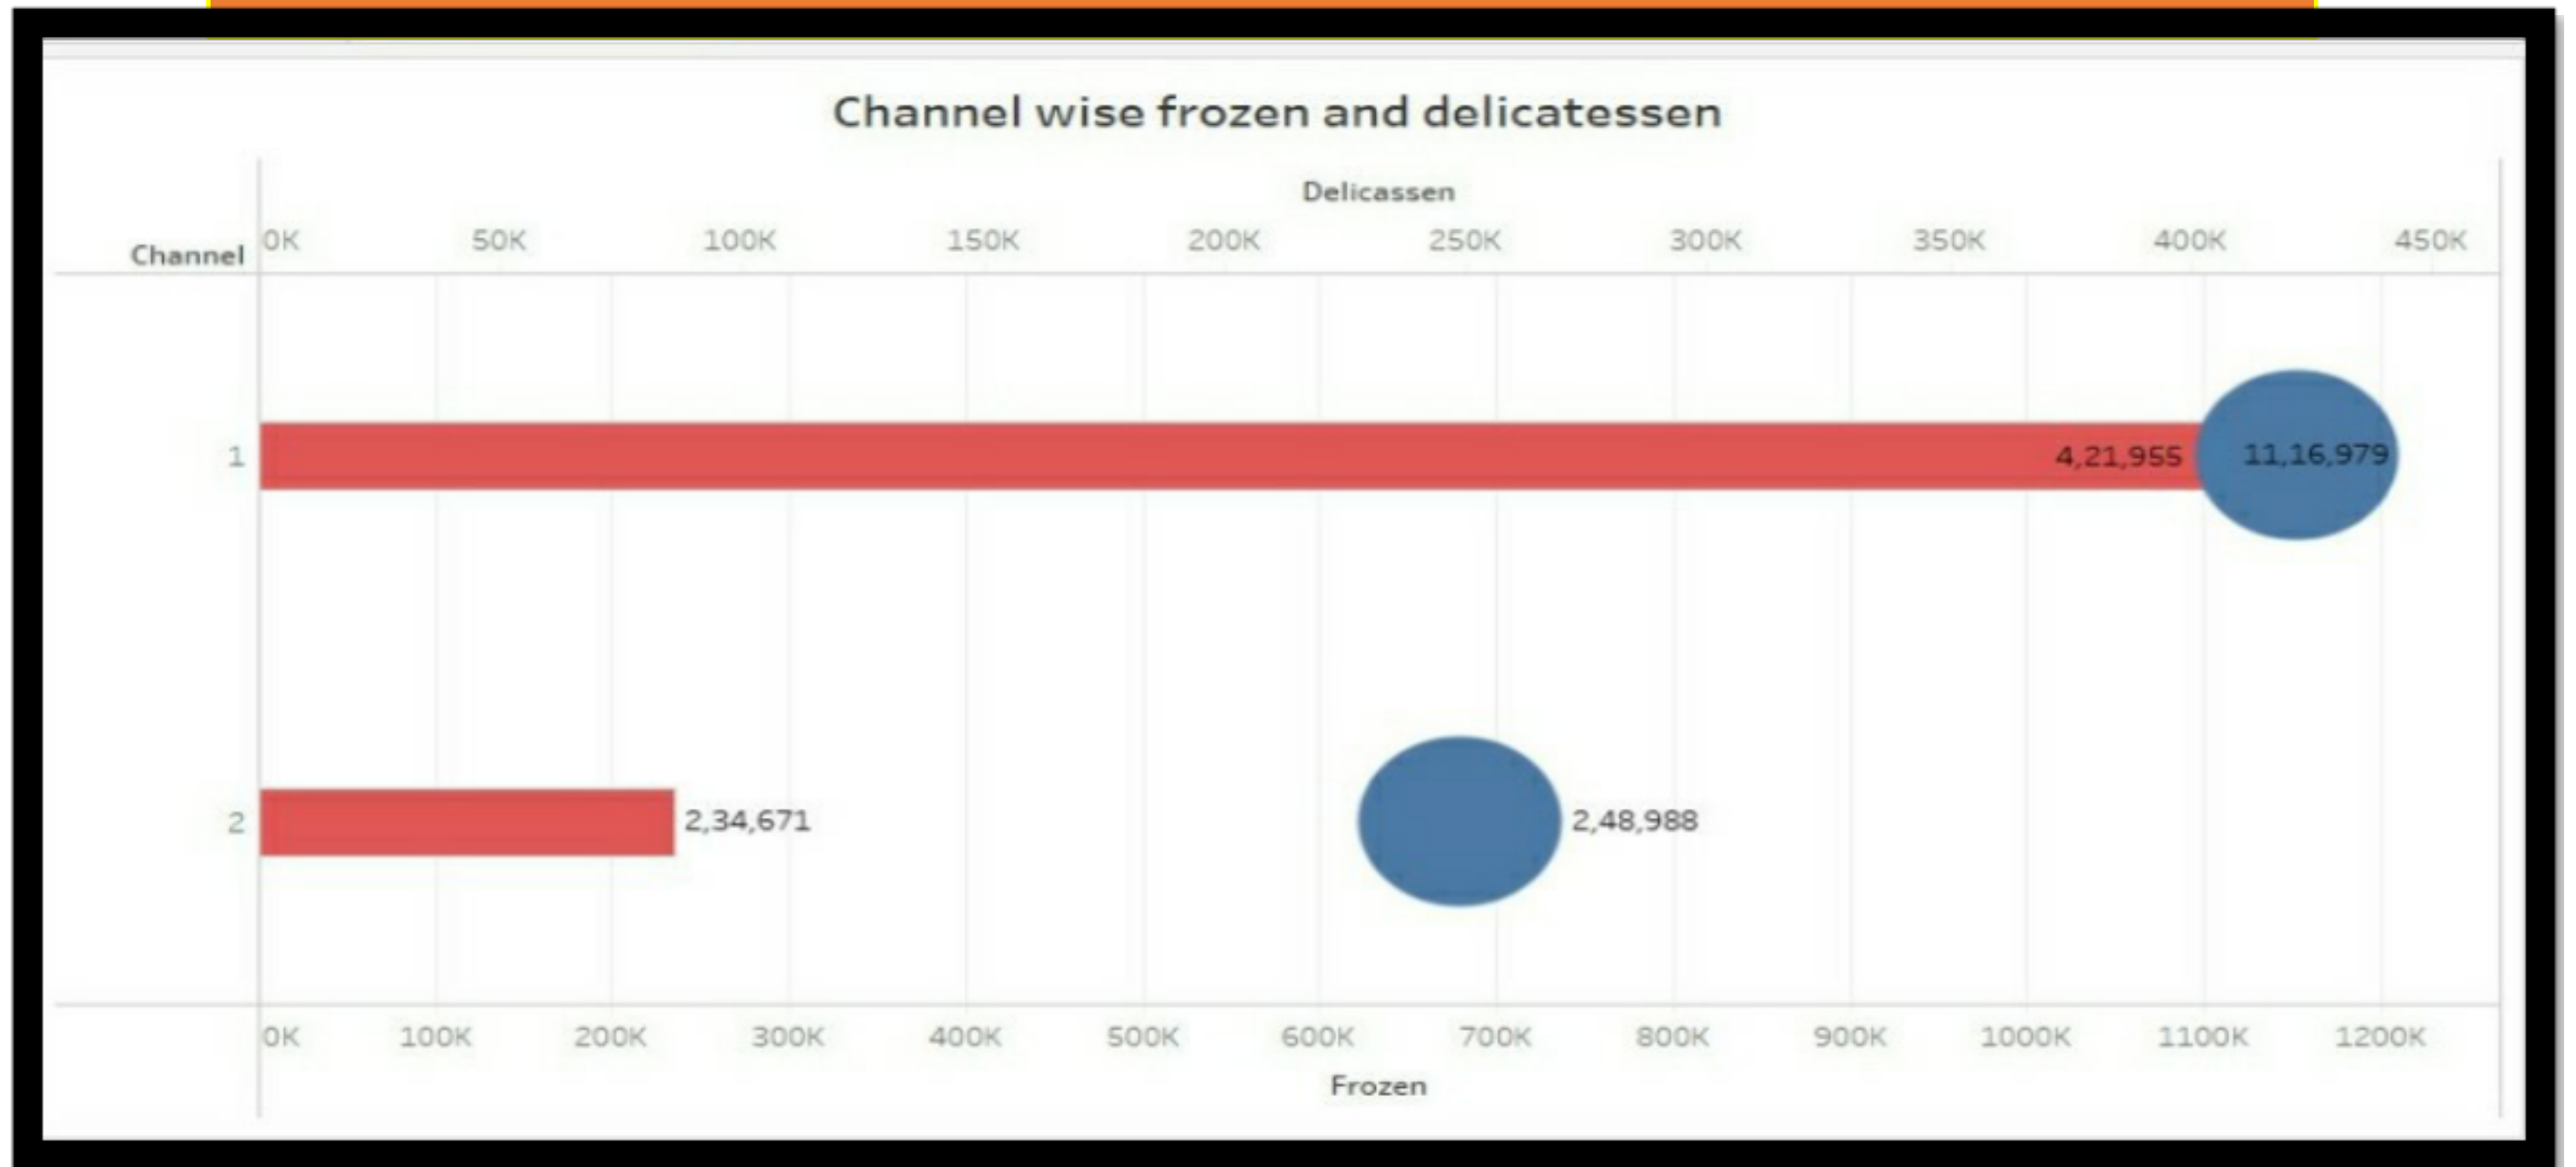 Channel wise frozen and delicatessen
Delicassen
Channel 0K 50K 100K 150K 200K 250K 300K 350K 400K 450K
1 4,21,955 11,16,979
2 2,34,671 2,48,988
0K 100K 200K 300K 400K 500K 600K 700K 800K 900K 1000K 1100K 1200K
Frozen